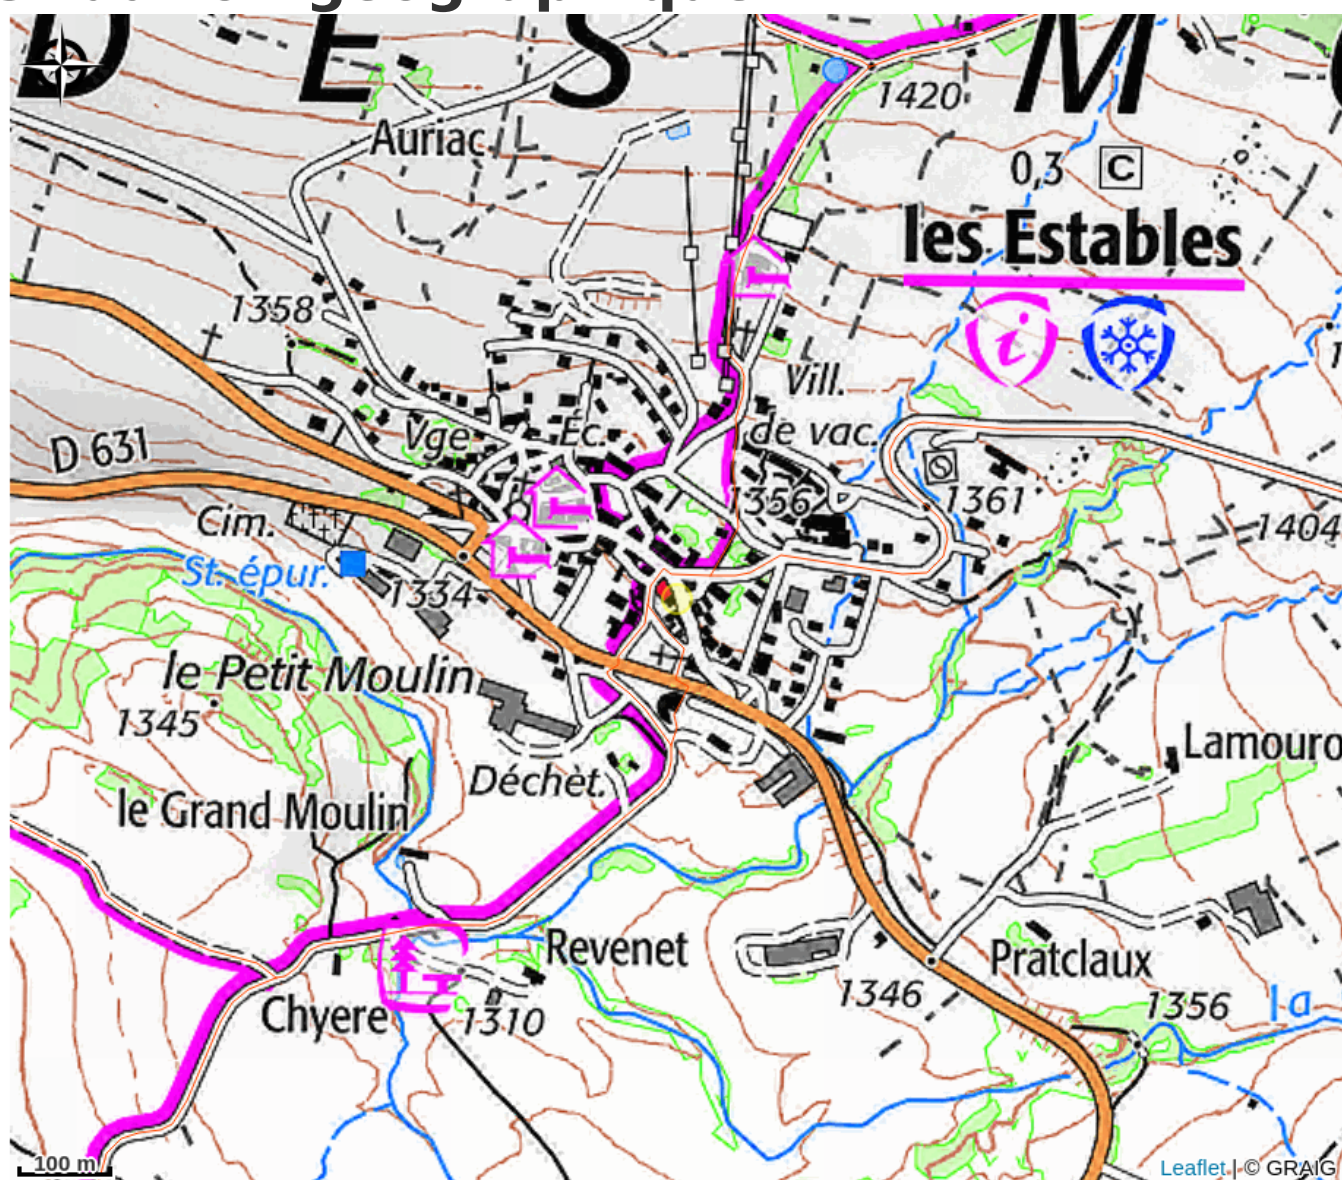 D E S M
1420
Auriac
0,3 C
les Estables
i
1358
Vill.
Vge
Éc.
de vac.
D 631
1356
1361
Cim.
1404
St. épur.
1334
le Petit Moulin
1345
Lamouro
Déchèt.
le Grand Moulin
Revenet
Pratclaux
1346
1356
la
Chyere
1310
100 m
Leaflet | © GRAIG